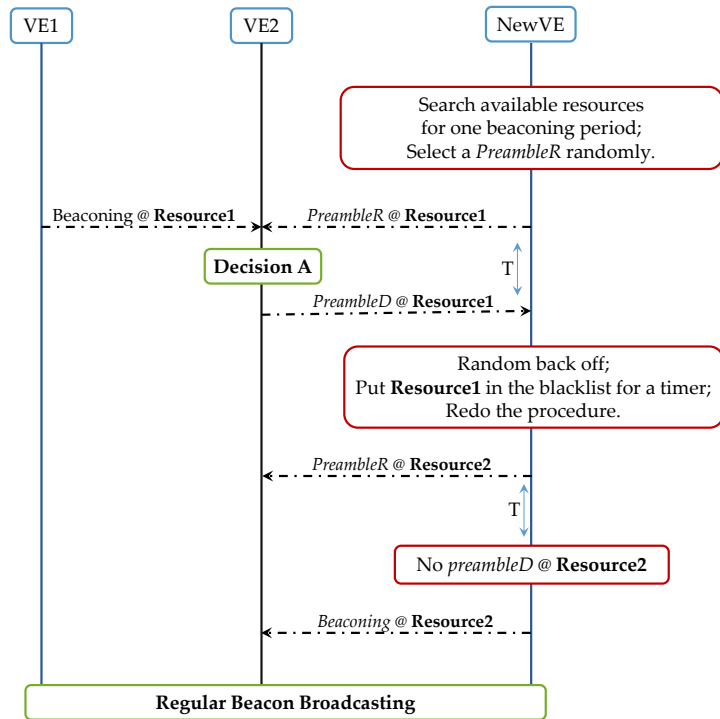 VE1
VE2
NewVE
Search available resources
for one beaconing period;
Select a PreambleR randomly.
Beaconing @ Resource1
PreambleR @ Resource1
Decision A
T
PreambleD @ Resource1
Random back off;
Put Resource1 in the blacklist for a timer;
Redo the procedure.
PreambleR @ Resource2
T
No preambleD @ Resource2
Beaconing @ Resource2
Regular Beacon Broadcasting